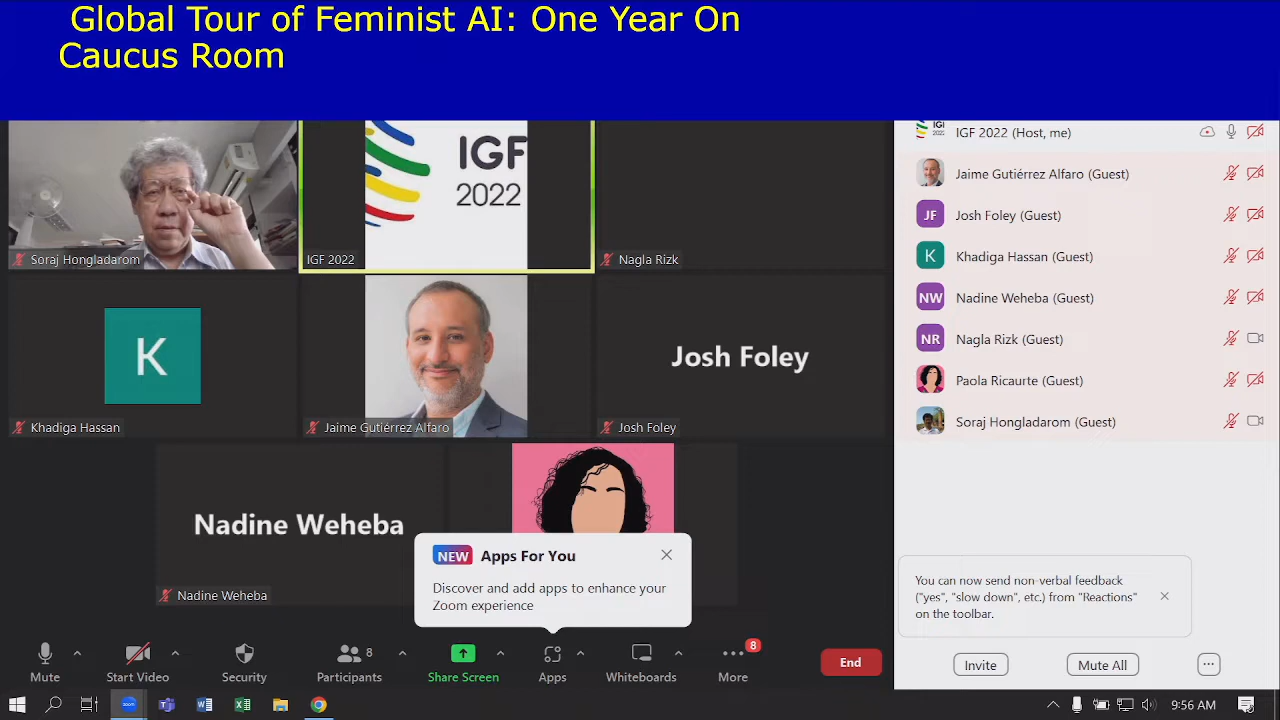 Global Tour of Feminist AI: One Year On
Caucus Room
IGF
2022
Soraj Hongladarom
IGF 2022
Nagla Rizk
K
Khadiga Hassan
Jaime Gutiérrez Alfaro
Josh Foley
Josh Foley
Nadine Weheba
Nadine Weheba
NEW Apps For You
Discover and add apps to enhance your
Zoom experience
IGF 2022 (Host, me)
Jaime Gutiérrez Alfaro (Guest)
JF Josh Foley (Guest)
K Khadiga Hassan (Guest)
NW Nadine Weheba (Guest)
NR Nagla Rizk (Guest)
Paola Ricaurte (Guest)
Soraj Hongladarom (Guest)
You can now send non-verbal feedback
("yes", "slow down", etc.) from "Reactions"
on the toolbar.
Invite
Mute All
Mute
Start Video
Security
Participants
8
Share Screen
Apps
Whiteboards
More
8
End
9:56 AM